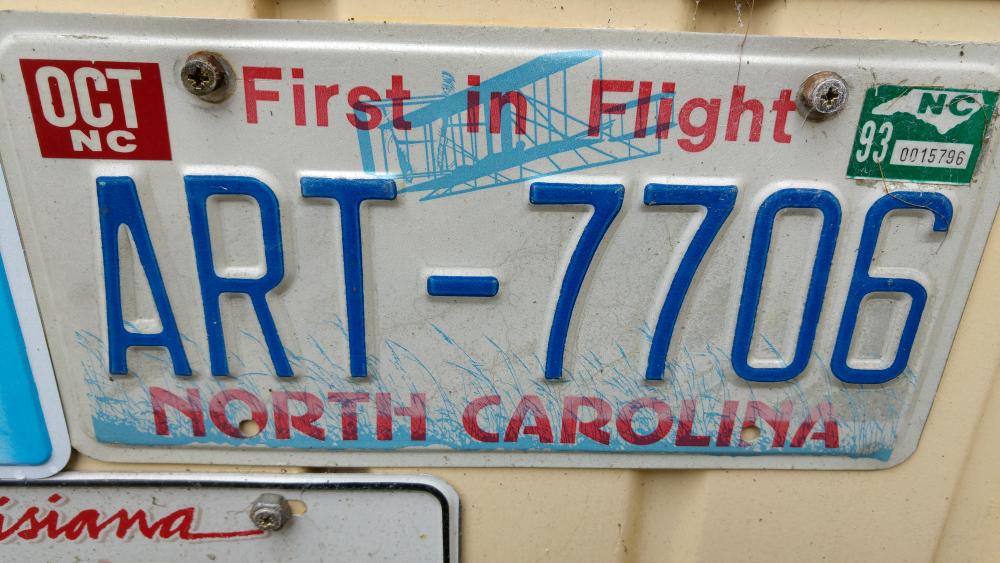 OCT
NC
First in Flight
NC
93
0015796
ART-7706
NORTH CAROLINA
isiana